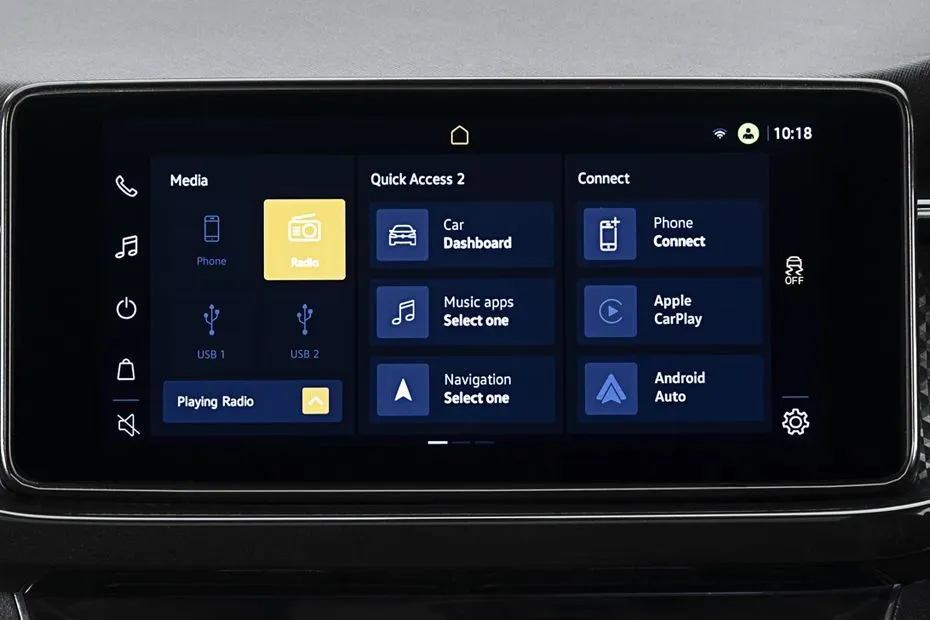 10:18
Media
Phone
Radio
USB 1
USB 2
Playing Radio
Quick Access 2
Car
Dashboard
Music apps
Select one
Navigation
Select one
Connect
Phone
Connect
Apple
CarPlay
Android
Auto
OFF